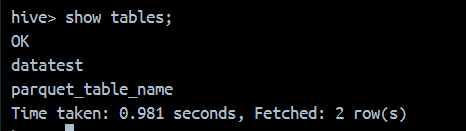 hive> show tables;
OK
datatest
parquet_table_name
Time taken: 0.981 seconds, Fetched: 2 row(s)